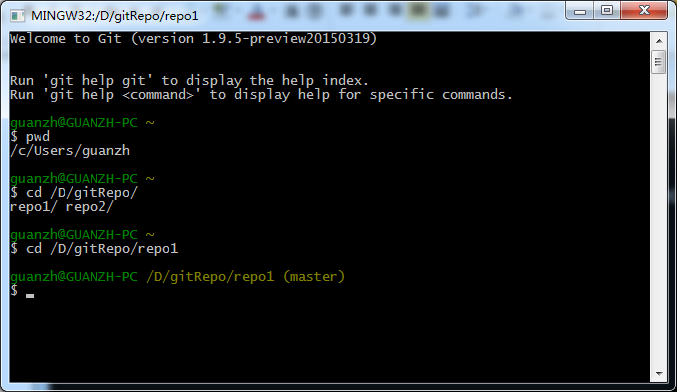 MINGW32:/D/gitRepo/repo1
Welcome to Git (version 1.9.5-preview20150319)
Run 'git help git' to display the help index.
Run 'git help <command>' to display help for specific commands.
guanzh@GUANZH-PC ~
$ pwd
/c/Users/guanzh
guanzh@GUANZH-PC ~
$ cd /D/gitRepo/
repo1/ repo2/
guanzh@GUANZH-PC ~
$ cd /D/gitRepo/repo1
guanzh@GUANZH-PC /D/gitRepo/repo1 (master)
$